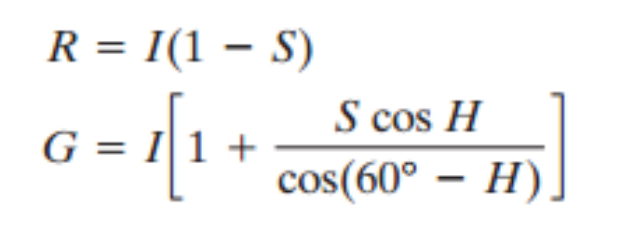 R = I(1 − S)
G = I[1 + S cos H / cos(60° − H)]